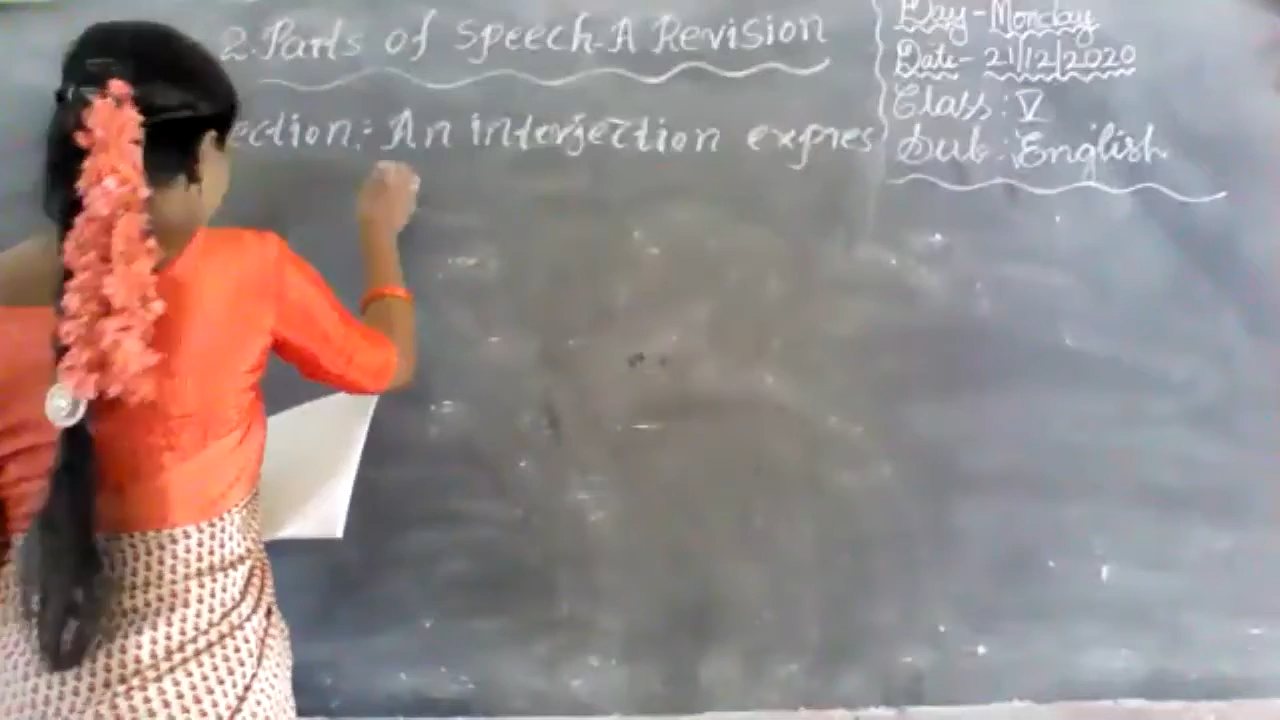 2. Parts of Speech-A Revision
ection:- An interjection expres
Day-Monday
Date-21/12/2020
Class: V
Sub: English